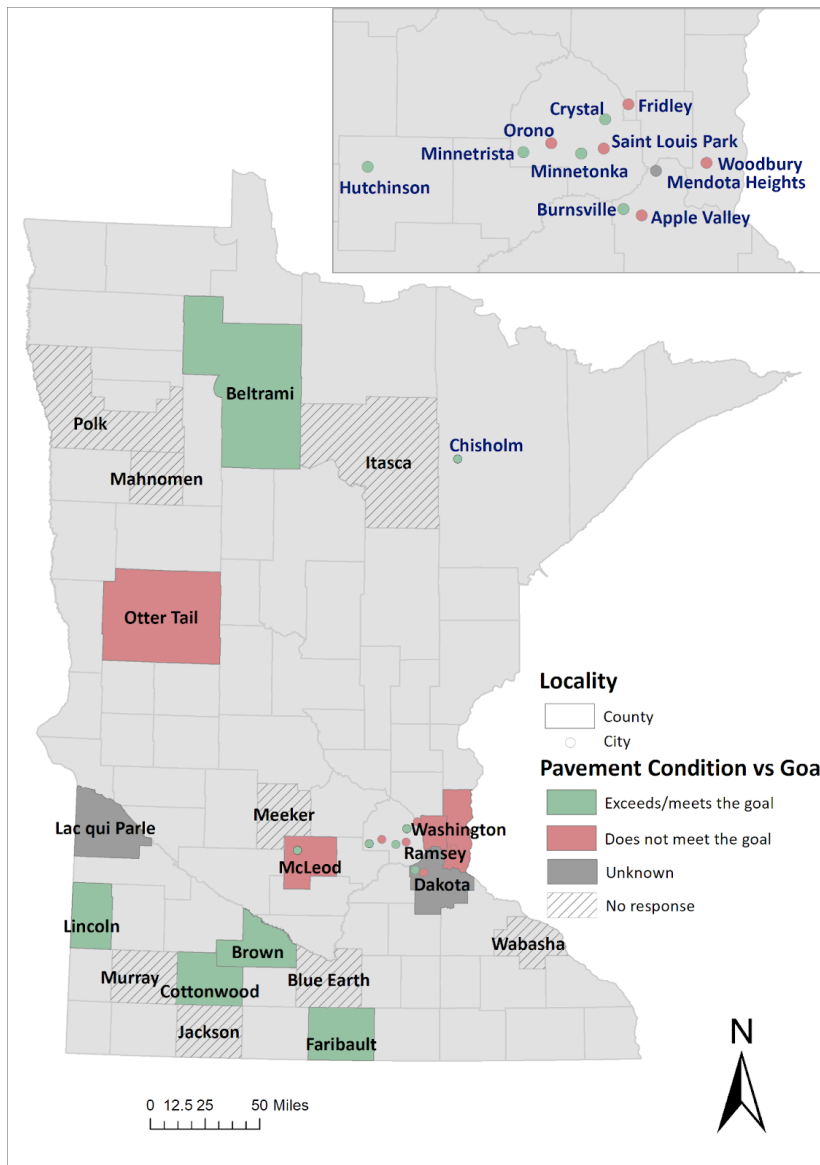 Fridley
Crystal
Orono
Saint Louis Park
Minnetrista
Woodbury
Minnetonka
Hutchinson
Mendota Heights
Burnsville
Apple Valley
Beltrami
Polk
Chisholm
Itasca
Mahnomen
Otter Tail
Locality
County
City
Pavement Condition vs Goa
Exceeds/meets the goal
Does not meet the goal
Unknown
No response
Meeker
Lac qui Parle
Washington
Ramsey
McLeod
Dakota
Lincoln
Wabasha
Brown
Murray
Blue Earth
Cottonwood
Jackson
Faribault
N
0 12.5 25 50 Miles